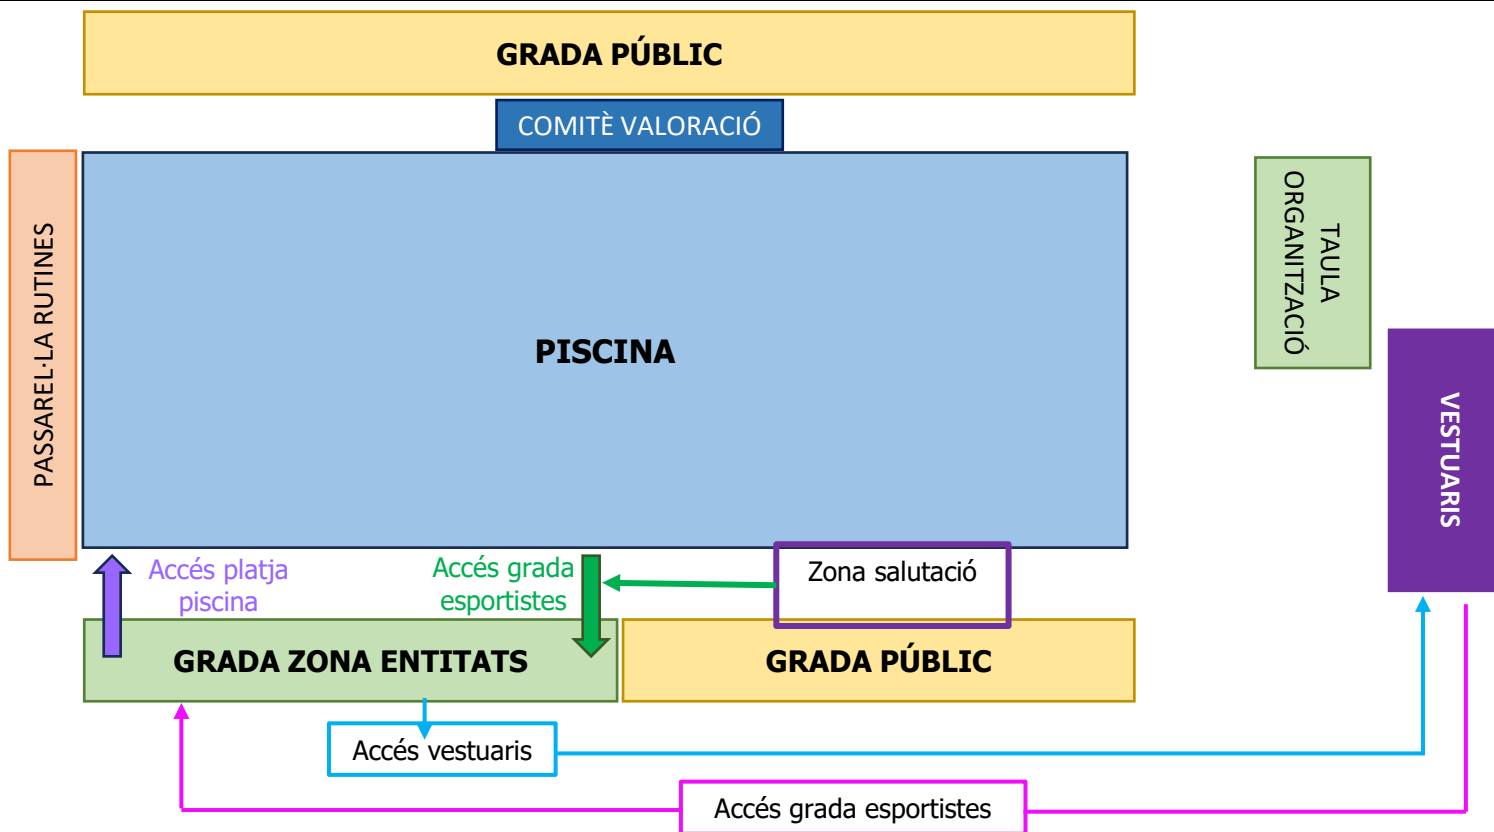 GRADA PÚBLIC
COMITÈ VALORACIÓ
PASSAREL·LA RUTINES
PISCINA
TAULA
ORGANITZACIÓ
VESTUARIS
Accés platja
piscina
Accés grada
esportistes
Zona salutació
GRADA ZONA ENTITATS
GRADA PÚBLIC
Accés vestuaris
Accés grada esportistes